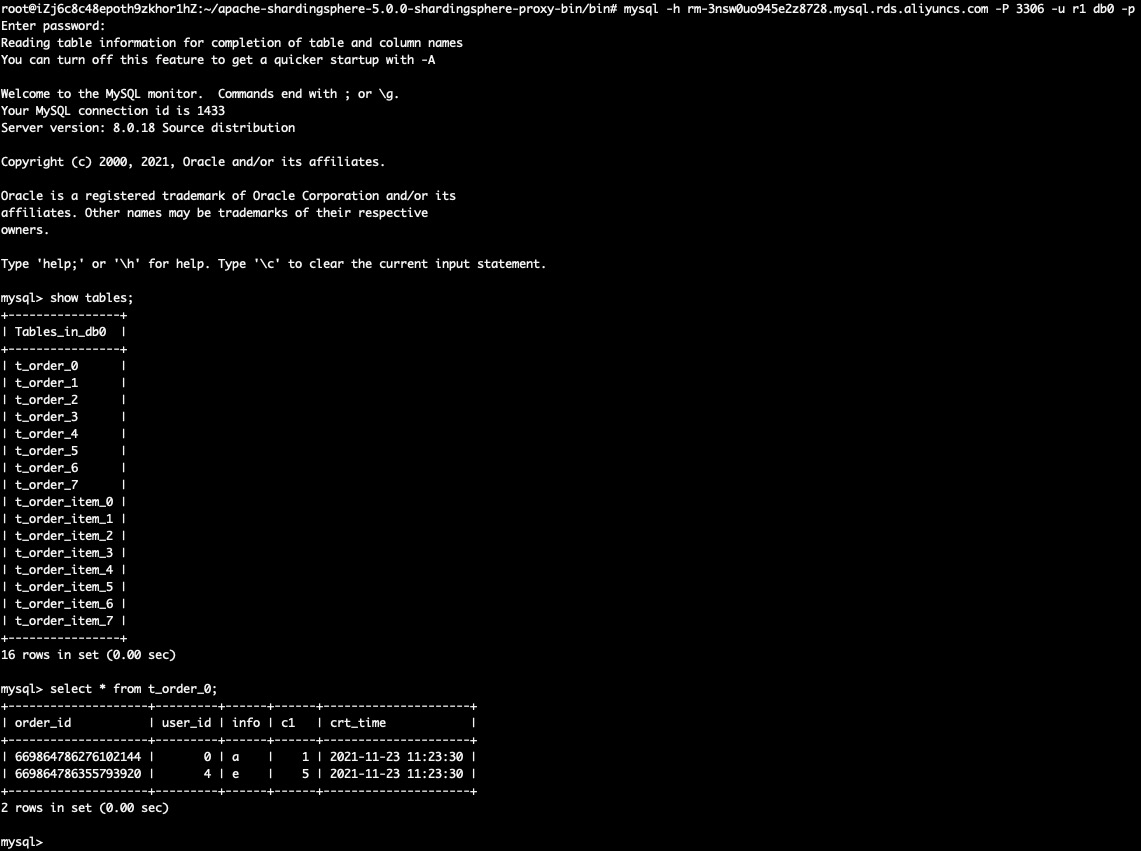 root@iZj6c8c48epoth9zkhor1hZ:~/apache-shardingsphere-5.0.0-shardingsphere-proxy-bin/bin# mysql -h rm-3nsw0uo945e2z8728.mysql.rds.aliyuncs.com -P 3306 -u r1 db0 -p
Enter password:
Reading table information for completion of table and column names
You can turn off this feature to get a quicker startup with -A

Welcome to the MySQL monitor.  Commands end with ; or \g.
Your MySQL connection id is 1433
Server version: 8.0.18 Source distribution

Copyright (c) 2000, 2021, Oracle and/or its affiliates.

Oracle is a registered trademark of Oracle Corporation and/or its
affiliates. Other names may be trademarks of their respective
owners.

Type 'help;' or '\h' for help. Type '\c' to clear the current input statement.

mysql> show tables;
+----------------+
| Tables_in_db0  |
+----------------+
| t_order_0      |
| t_order_1      |
| t_order_2      |
| t_order_3      |
| t_order_4      |
| t_order_5      |
| t_order_6      |
| t_order_7      |
| t_order_item_0 |
| t_order_item_1 |
| t_order_item_2 |
| t_order_item_3 |
| t_order_item_4 |
| t_order_item_5 |
| t_order_item_6 |
| t_order_item_7 |
+----------------+
16 rows in set (0.00 sec)

mysql> select * from t_order_0;
+--------------------+---------+------+------+---------------------+
| order_id           | user_id | info | c1   | crt_time            |
+--------------------+---------+------+------+---------------------+
| 669864786276102144 |       0 | a    |    1 | 2021-11-23 11:23:30 |
| 669864786355793920 |       4 | e    |    5 | 2021-11-23 11:23:30 |
+--------------------+---------+------+------+---------------------+
2 rows in set (0.00 sec)

mysql>